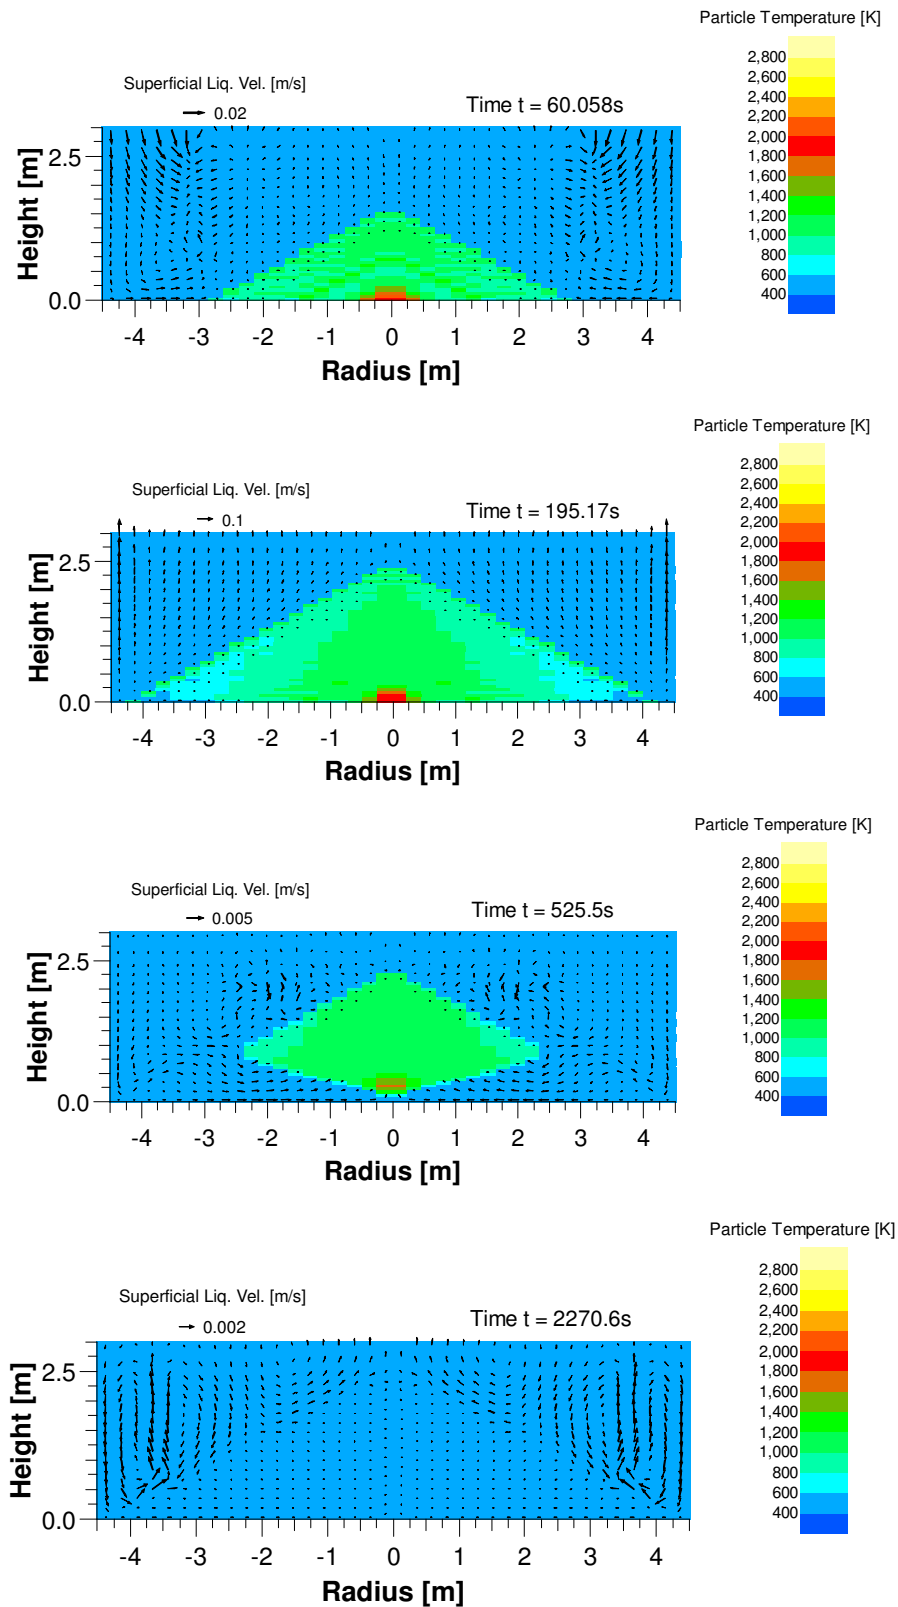 Particle Temperature [K]
2,800
2,600
2,400
2,200
2,000
1,800
1,600
1,400
1,200
1,000
800
600
400
Superficial Liq. Vel. [m/s]
0.02
Time t = 60.058s
Height [m]
2.5
0.0
-4 -3 -2 -1 0 1 2 3 4
Radius [m]
Particle Temperature [K]
2,800
2,600
2,400
2,200
2,000
1,800
1,600
1,400
1,000
800
600
400
Superficial Liq. Vel. [m/s]
0.1
Time t = 195.17s
Height [m]
2.5
0.0
-4 -3 -2 -1 0 1 2 3 4
Radius [m]
Particle Temperature [K]
2,800
2,600
2,400
2,200
2,000
1,800
1,600
1,400
1,000
800
600
400
Superficial Liq. Vel. [m/s]
0.005
Time t = 525.5s
Height [m]
2.5
0.0
-4 -3 -2 -1 0 1 2 3 4
Radius [m]
Particle Temperature [K]
2,800
2,600
2,400
2,200
2,000
1,800
1,600
1,400
1,000
800
600
400
Superficial Liq. Vel. [m/s]
0.002
Time t = 2270.6s
Height [m]
2.5
0.0
-4 -3 -2 -1 0 1 2 3 4
Radius [m]